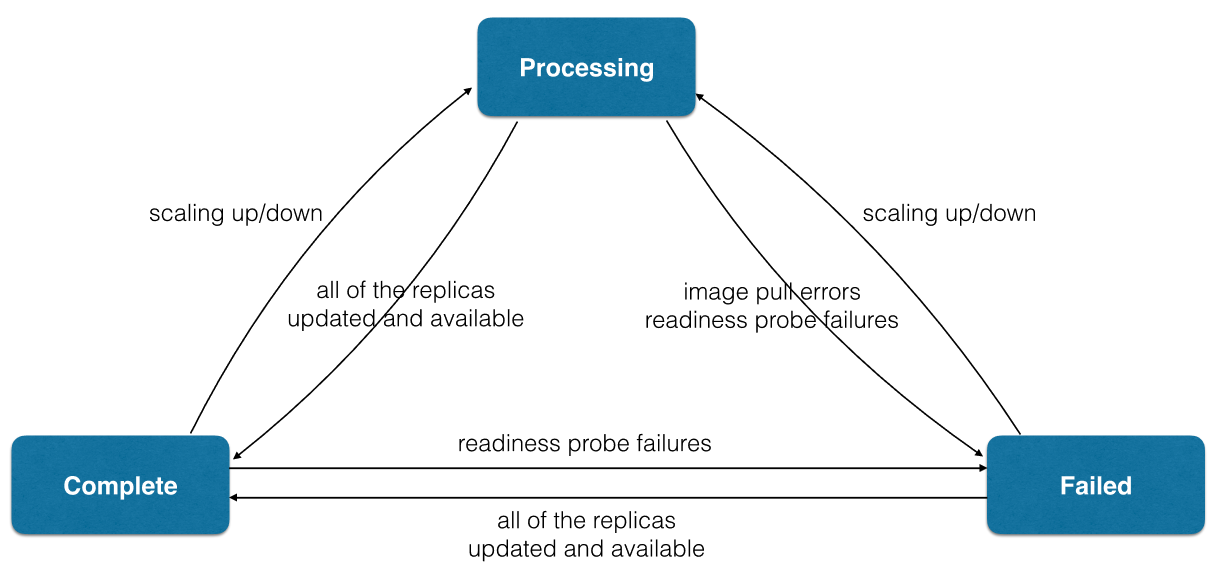 Processing
scaling up/down
scaling up/down
all of the replicas
updated and available
image pull errors
readiness probe failures
readiness probe failures
Complete
Failed
all of the replicas
updated and available